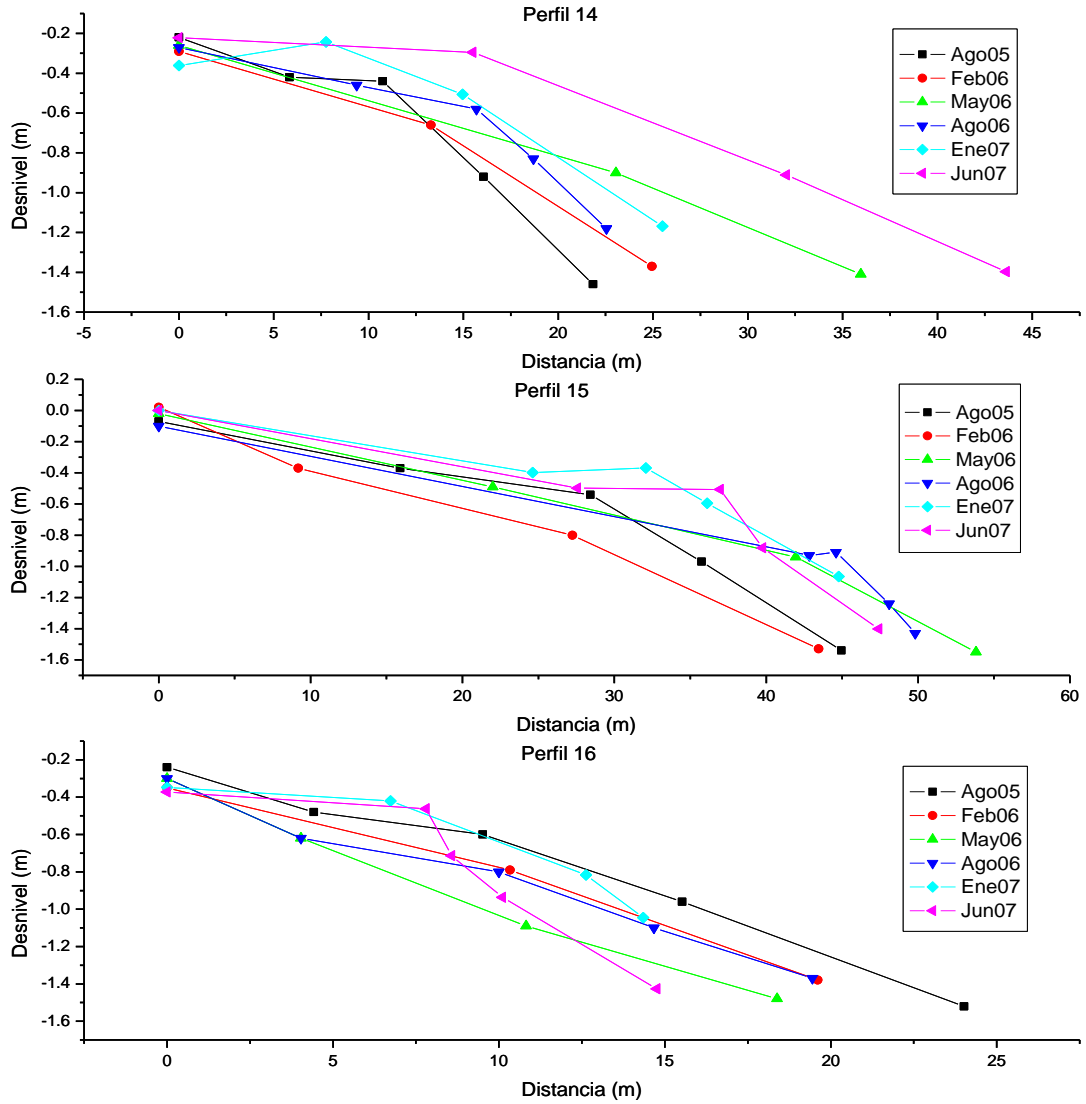 Perfil 14
-0.2
-0.4
-0.6
-0.8
-1.0
-1.2
-1.4
-1.6
Desnivel (m)
Ago05
Feb06
May06
Ago06
Ene07
Jun07
-5 0 5 10 15 20 25 30 35 40 45
Distancia (m)
Perfil 15
0.2
0.0
-0.2
-0.4
-0.6
-0.8
-1.0
-1.2
-1.4
-1.6
Desnivel (m)
Ago05
Feb06
May06
Ago06
Ene07
Jun07
0 10 20 30 40 50 60
Distancia (m)
Perfil 16
-0.2
-0.4
-0.6
-0.8
-1.0
-1.2
-1.4
-1.6
Desnivel (m)
Ago05
Feb06
May06
Ago06
Ene07
Jun07
0 5 10 15 20 25
Distancia (m)